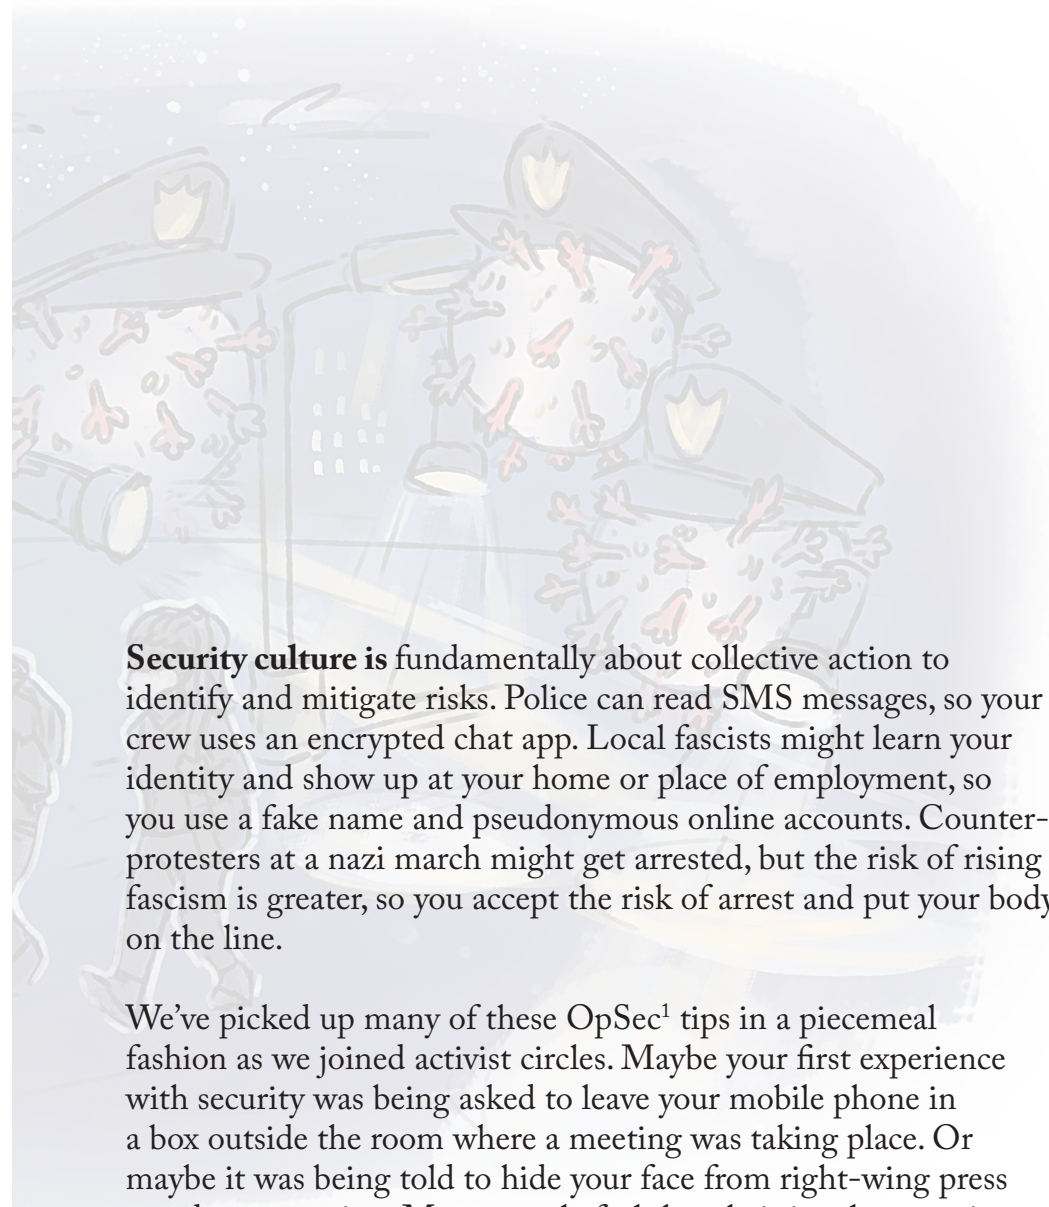 Security culture is fundamentally about collective action to
identify and mitigate risks. Police can read SMS messages, so your
crew uses an encrypted chat app. Local fascists might learn your
identity and show up at your home or place of employment, so
you use a fake name and pseudonymous online accounts. Counter-
protesters at a nazi march might get arrested, but the risk of rising
fascism is greater, so you accept the risk of arrest and put your body
on the line.
We’ve picked up many of these OpSec¹ tips in a piecemeal
fashion as we joined activist circles. Maybe your first experience
with security was being asked to leave your mobile phone in
a box outside the room where a meeting was taking place. Or
maybe it was being told to hide your face from right-wing press